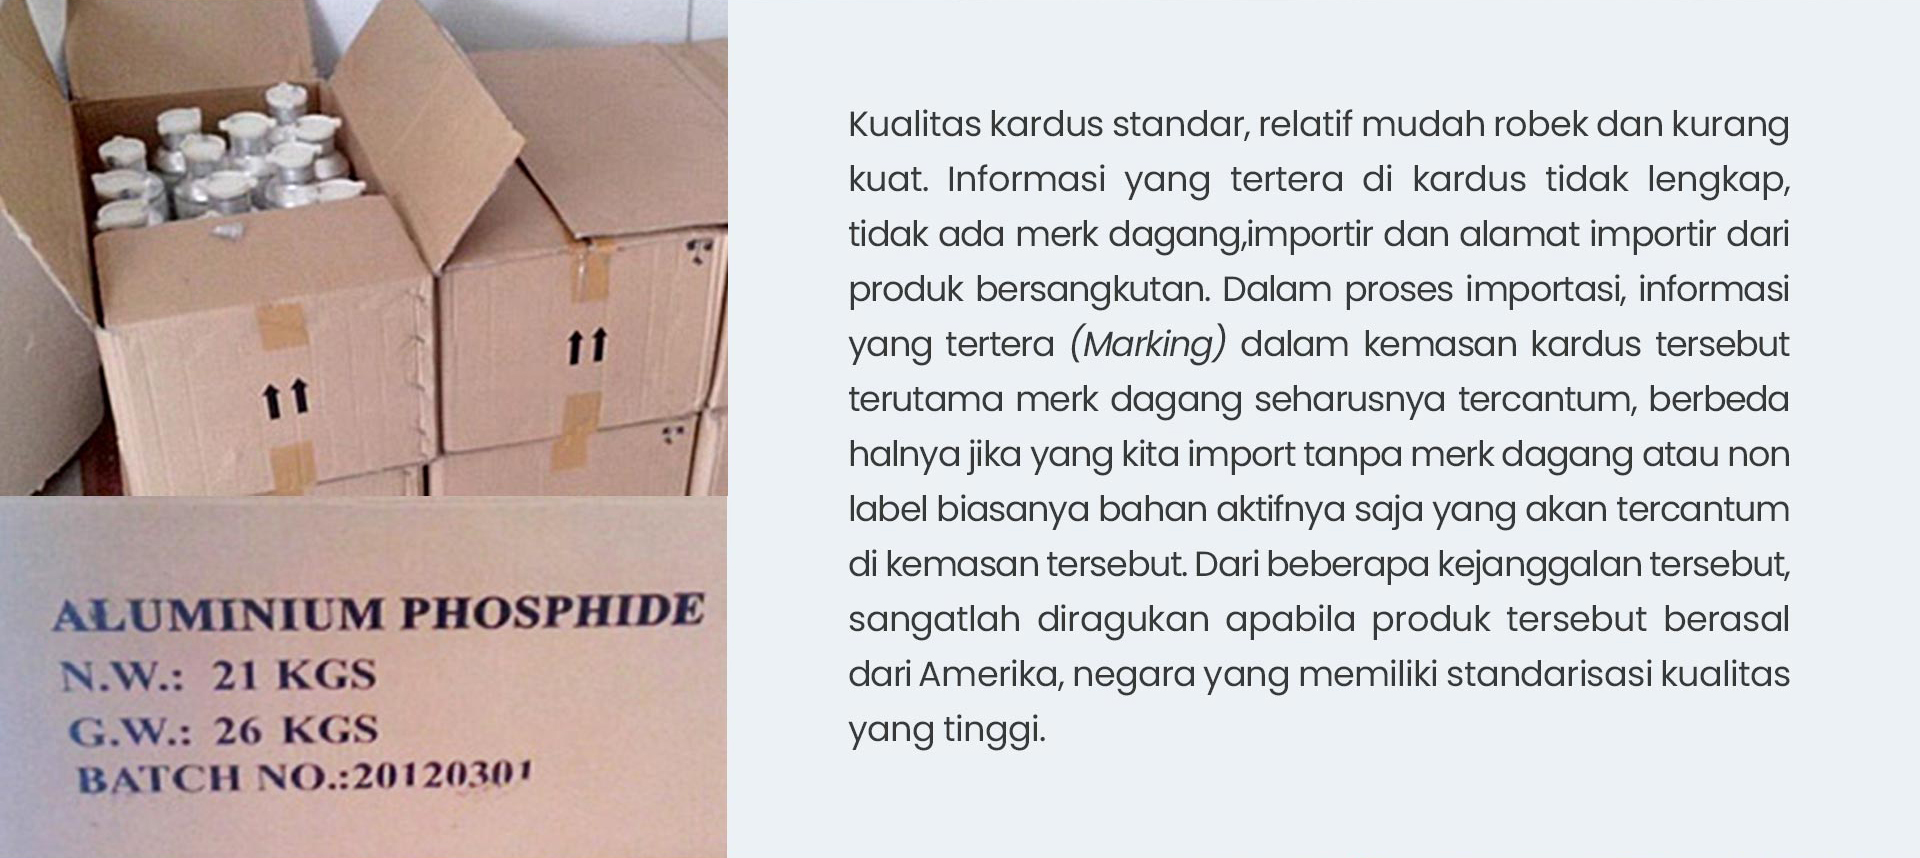 Kualitas kardus standar, relatif mudah robek dan kurang
kuat. Informasi yang tertera di kardus tidak lengkap,
tidak ada merk dagang,importir dan alamat importir dari
produk bersangkutan. Dalam proses importasi, informasi
yang tertera (Marking) dalam kemasan kardus tersebut
terutama merk dagang seharusnya tercantum, berbeda
halnya jika yang kita import tanpa merk dagang atau non
label biasanya bahan aktifnya saja yang akan tercantum
di kemasan tersebut. Dari beberapa kejanggalan tersebut,
sangatlah diragukan apabila produk tersebut berasal
dari Amerika, negara yang memiliki standarisasi kualitas
yang tinggi.
ALUMINIUM PHOSPHIDE
N.W.: 21 KGS
G.W.: 26 KGS
BATCH NO.:20120301